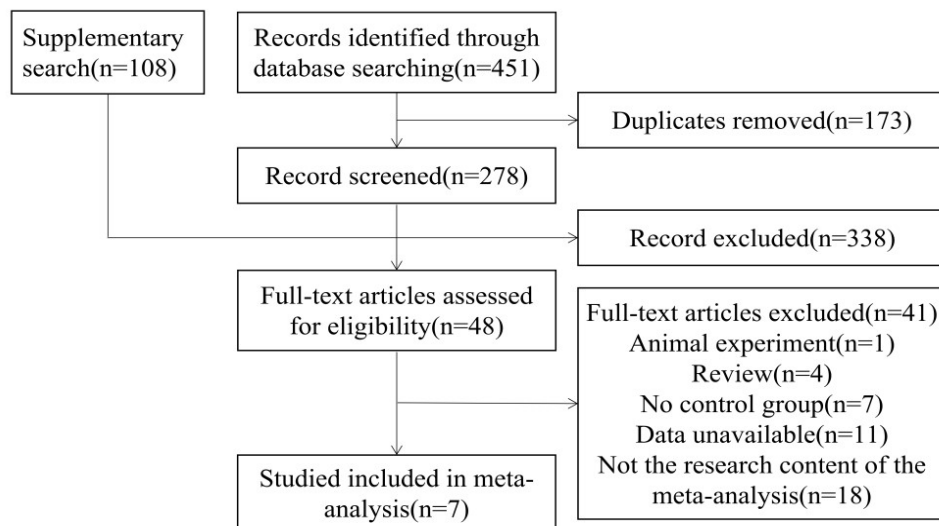 Supplementary
search(n=108)
Records identified through
database searching(n=451)
Duplicates removed(n=173)
Record screened(n=278)
Record excluded(n=338)
Full-text articles assessed
for eligibility(n=48)
Full-text articles excluded(n=41)
Animal experiment(n=1)
Review(n=4)
No control group(n=7)
Data unavailable(n=11)
Not the research content of the
meta-analysis(n=18)
Studied included in meta-
analysis(n=7)